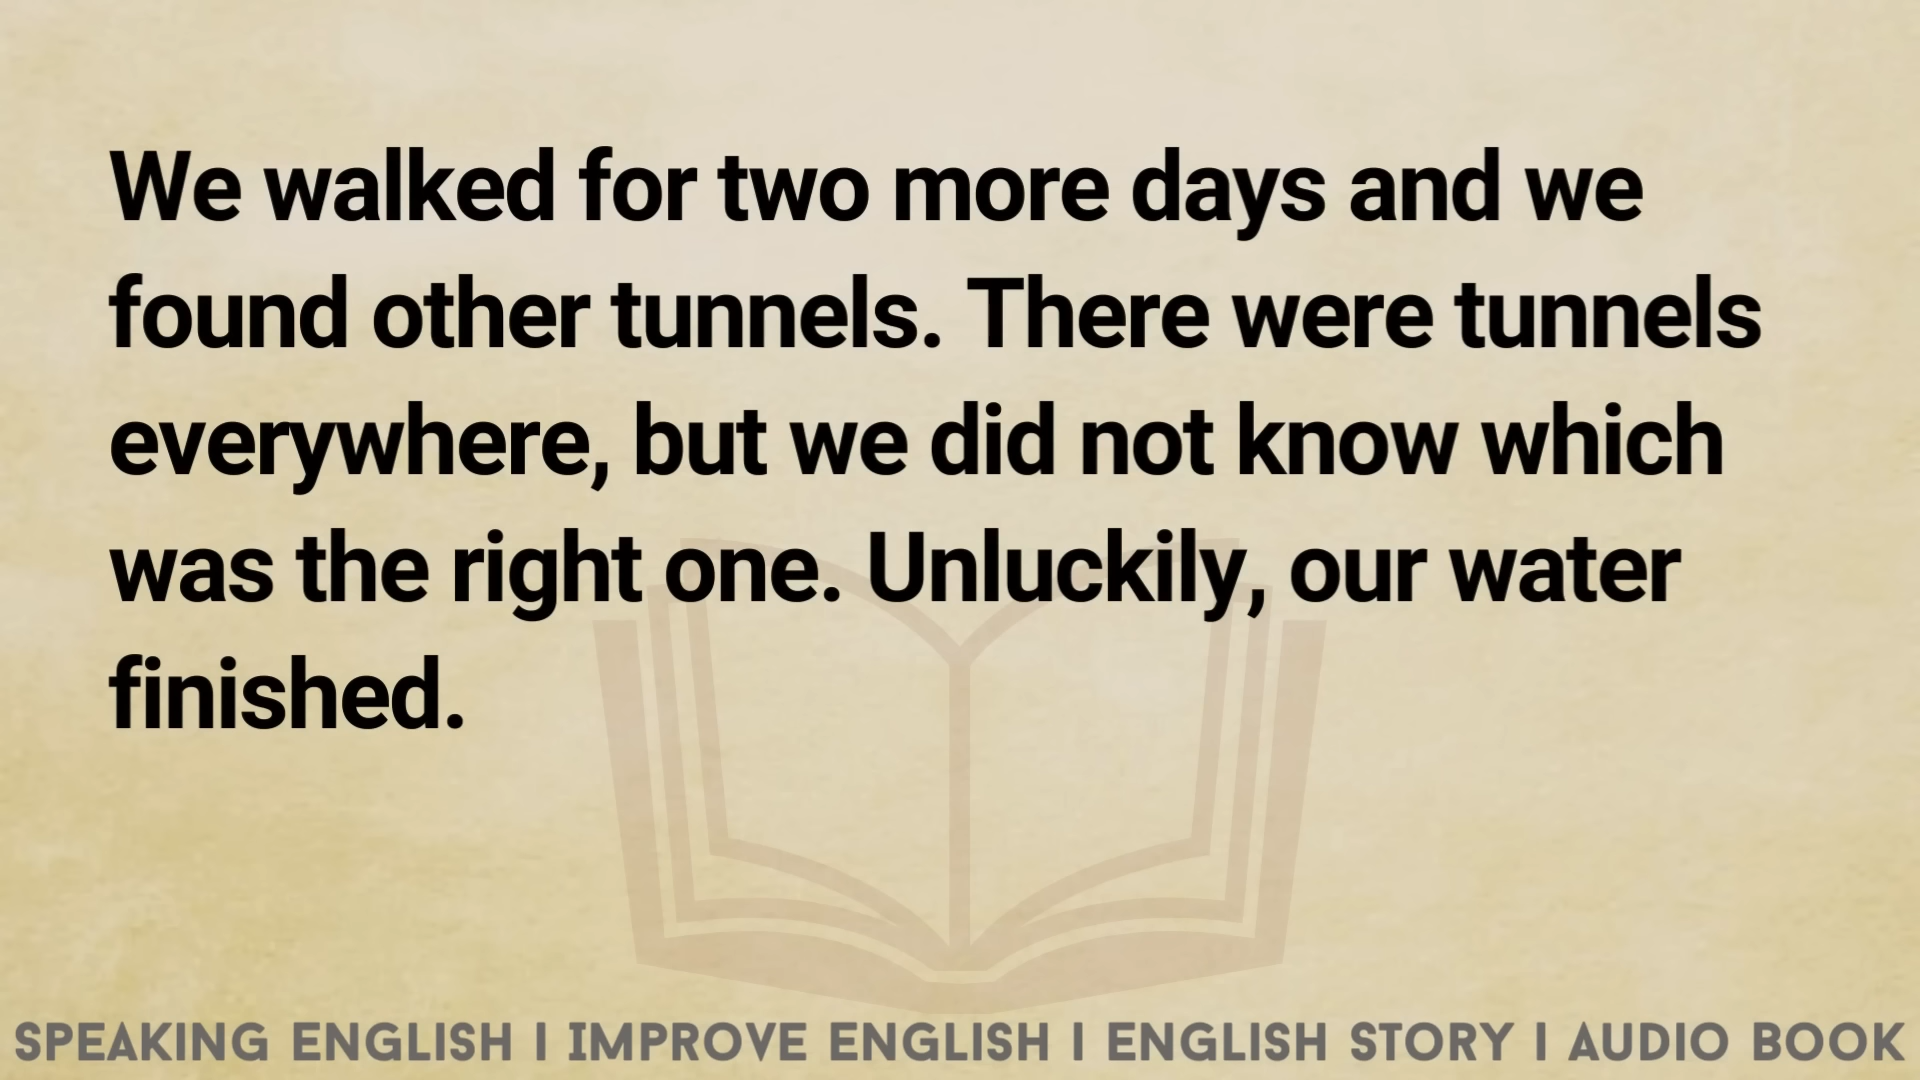 We walked for two more days and we
found other tunnels. There were tunnels
everywhere, but we did not know which
was the right one. Unluckily, our water
finished.
SPEAKING ENGLISH | IMPROVE ENGLISH | ENGLISH STORY | AUDIO BOOK